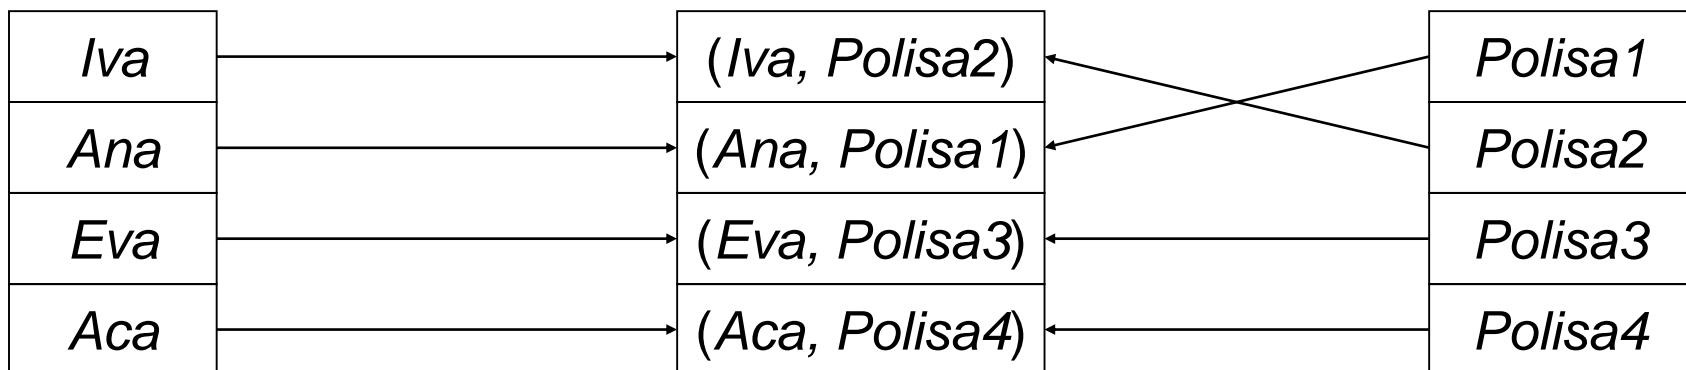 Iva
(Iva, Polisa2)
Polisa1
Ana
(Ana, Polisa1)
Polisa2
Eva
(Eva, Polisa3)
Polisa3
Aca
(Aca, Polisa4)
Polisa4